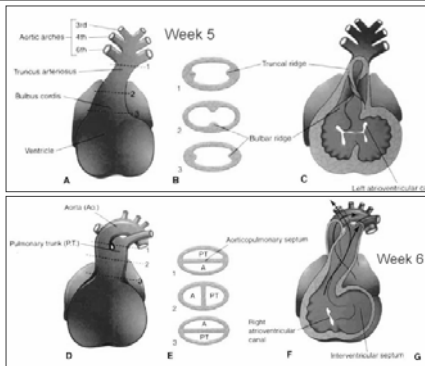 3rd
Aortic arches 4th
6th
Week 5
Truncus arteriosus
Bulbus cordis
Ventricle
1
2
3
A
1
2
3
B
Truncal ridge
Bulbar ridge
C
Left atrioventricular ca
Aorta (Ao.)
Pulmonary trunk (P.T.)
1
2
3
D
Aorticopulmonary septum
PT
A
1
A PT
2
A
PT
3
E
Week 6
Right
atrioventricular
canal
F
Interventricular septum
G